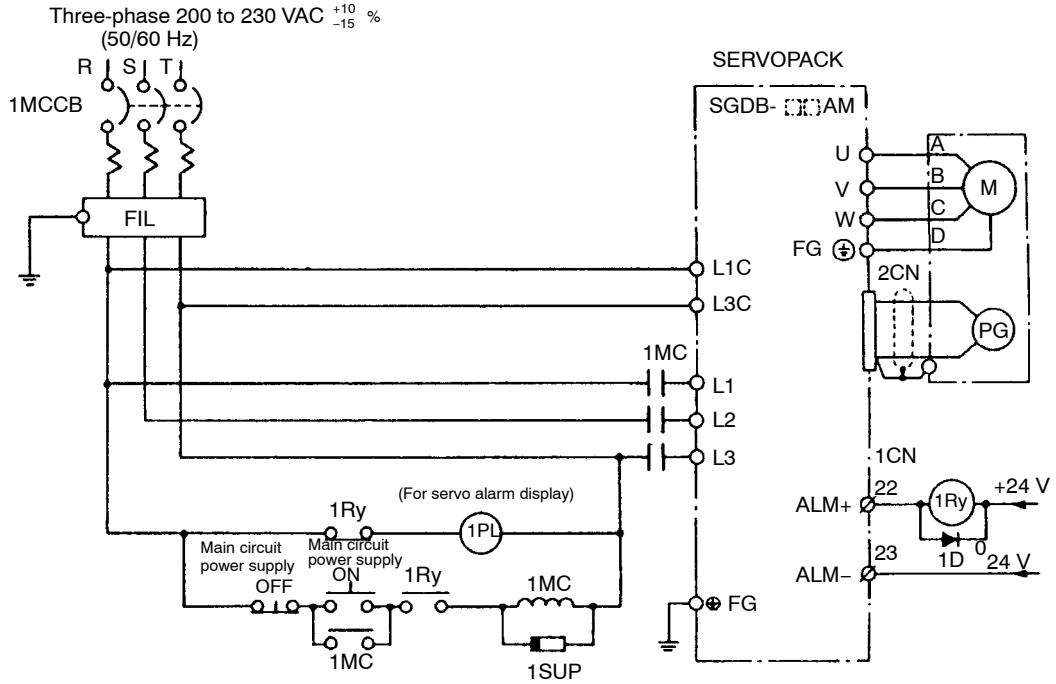 Three-phase 200 to 230 VAC +10 −15 %
(50/60 Hz)
R S T
1MCCB
FIL
SERVOPACK
SGDB- AM
U
V
W
FG
A
B
C
D
M
2CN
PG
L1C
L3C
1MC
L1
L2
L3
1CN
ALM+
22
1Ry
+24 V
1D
0
23
24 V
ALM−
(For servo alarm display)
1Ry
1PL
Main circuit
power supply
OFF
Main circuit
power supply
ON
1Ry
1MC
1MC
1SUP
FG